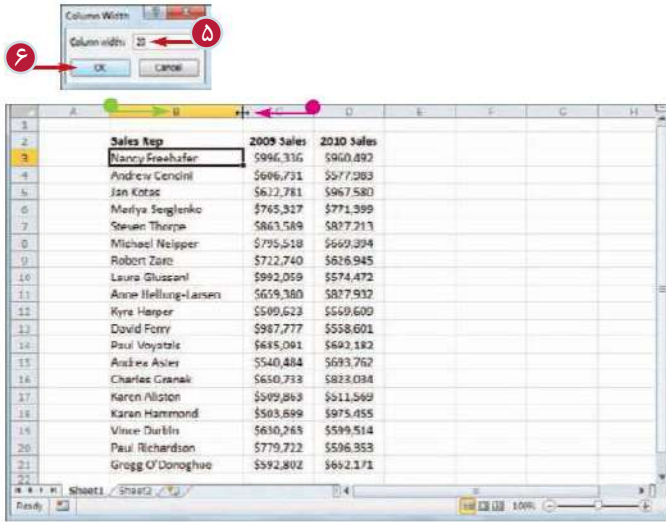 Column Width
Column width: 20
۵
۶
OK Cancel
A B C D E F G H
1
2 Sales Rep 2009 Sales 2010 Sales
3 Nancy Freehafer $996,336 $960,492
4 Andrew Cencini $606,731 $577,983
5 Jan Kotas $622,781 $967,580
6 Mariya Sergienko $765,327 $771,399
7 Steven Thorpe $863,589 $827,213
8 Michael Neipper $795,518 $669,394
9 Robert Zare $722,740 $626,945
10 Laura Giussani $992,059 $574,472
11 Anne Hellung-Larsen $659,380 $827,932
12 Kyra Harper $509,623 $569,609
13 David Ferry $987,777 $558,601
14 Paul Voyatzis $685,091 $692,182
15 Andrea Aster $540,484 $693,762
16 Charles Granek $650,733 $823,034
17 Karen Aliston $509,863 $511,569
18 Karen Hammond $503,699 $975,455
19 Vince Durbin $630,263 $599,514
20 Paul Richardson $779,722 $596,353
21 Gregg O'Donoghue $592,802 $652,171
22
Sheet1 Sheet2
Ready 100%